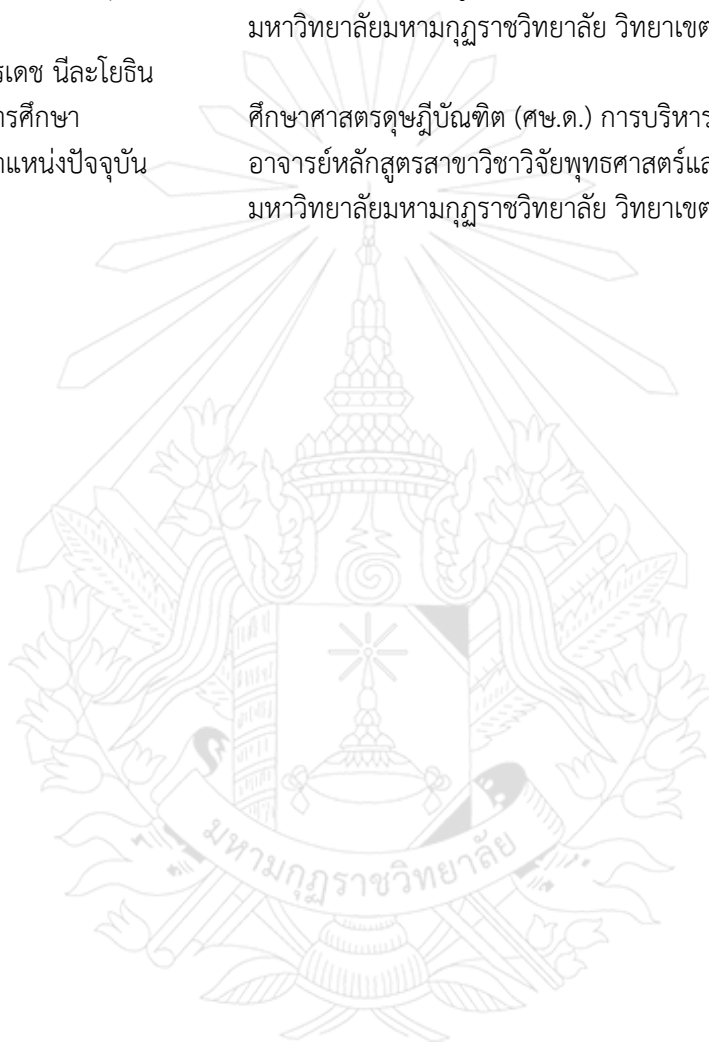 มหาวิทยาลัยมหามกุฏราชวิทยาลัย วิทยาเขต
รเดช นีละโยธิน
ารศึกษา ศึกษาศาสตรดุษฎีบัณฑิต (ศษ.ด.) การบริหาร
าแหน่งปัจจุบัน อาจารย์หลักสูตรสาขาวิชาวิจัยพุทธศาสตร์แล
มหาวิทยาลัยมหามกุฏราชวิทยาลัย วิทยาเขต
มหามกุฏราชวิทยาลัย